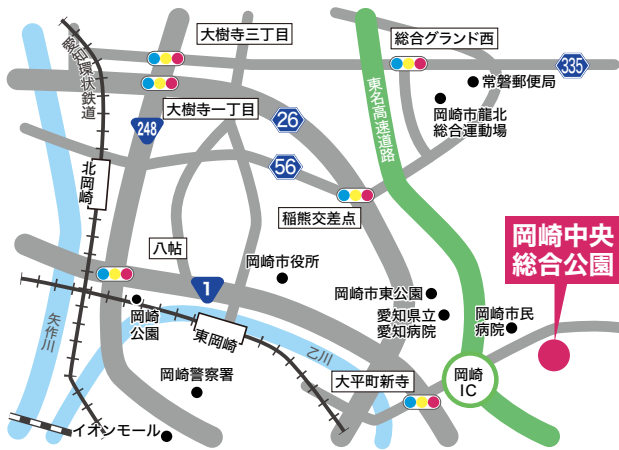 大樹寺三丁目
総合グランド西
335
愛知環状鉄道
常磐郵便局
東名高速道路
大樹寺一丁目
岡崎市龍北
総合運動場
248
26
北岡崎
56
稲熊交差点
岡崎中央
総合公園
八帖
岡崎市役所
1
岡崎市東公園
愛知県立
愛知病院
岡崎市民
病院
矢作川
岡崎
公園
東岡崎
乙川
岡崎警察署
大平町新寺
岡崎
IC
イオンモール